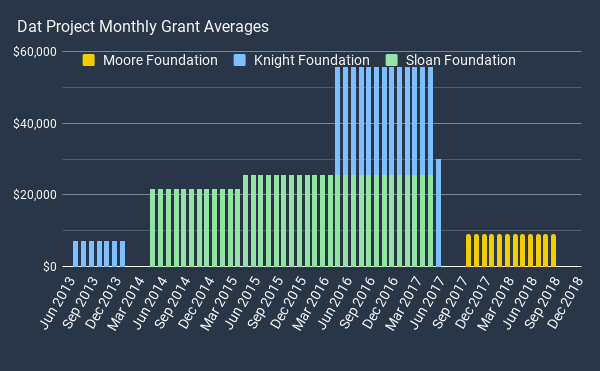 Dat Project Monthly Grant Averages
$60,000
Moore Foundation Knight Foundation Sloan Foundation
$40,000
$20,000
$0
Jun 2013 Sep 2013 Dec 2013 Mar 2014 Jun 2014 Sep 2014 Dec 2014 Mar 2015 Jun 2015 Sep 2015 Dec 2015 Mar 2016 Jun 2016 Sep 2016 Dec 2016 Mar 2017 Jun 2017 Sep 2017 Dec 2017 Mar 2018 Jun 2018 Sep 2018 Dec 2018